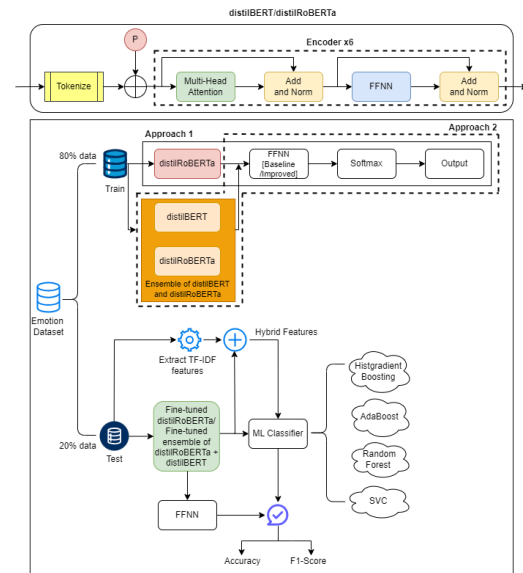 distilBERT/distilRoBERTa
P
Encoder x6
Tokenize
Multi-Head
Attention
Add
and Norm
FFNN
Add
and Norm
Approach 2
Approach 1
80% data
Train
distilRoBERTa
FFNN
[Baseline
/Improved]
Softmax
Output
distilBERT
distilRoBERTa
Ensemble of distilBERT
and distilRoBERTa
Emotion
Dataset
Extract TF-IDF
features
Hybrid Features
20% data
Test
Fine-tuned
distilRoBERTa/
Fine-tuned
ensemble of
distilRoBERTa +
distilBERT
ML Classifier
Histgradient
Boosting
AdaBoost
Random
Forest
SVC
FFNN
Accuracy
F1-Score